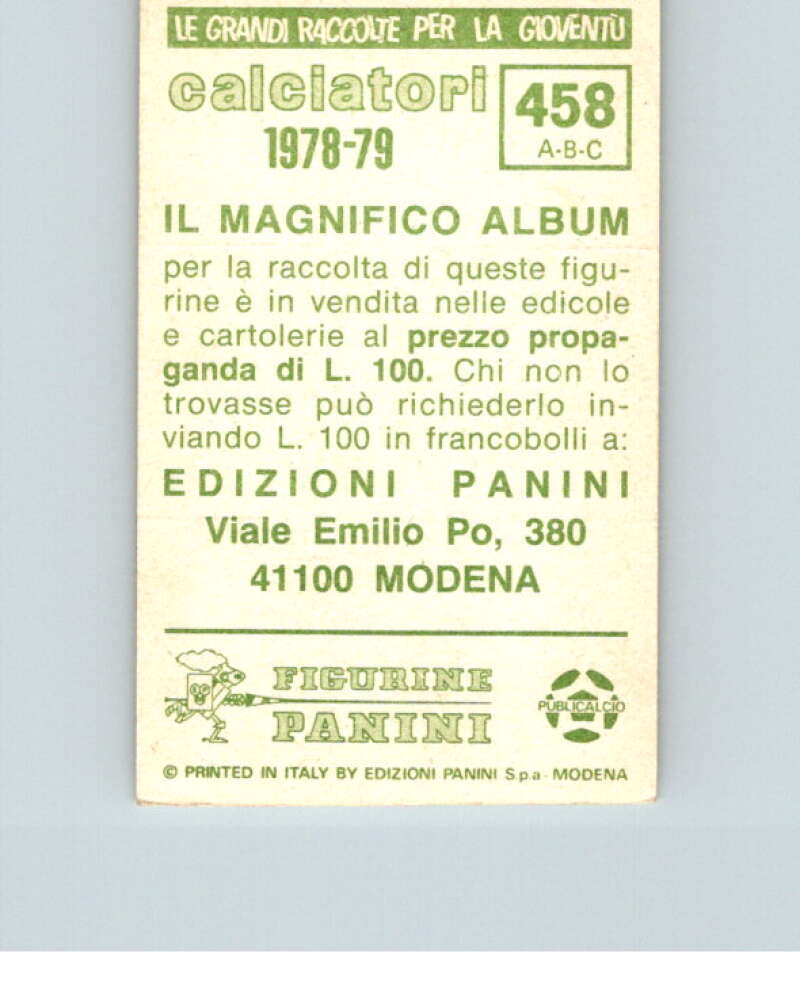 LE GRANDI RACCOLTE PER LA GIOVENTÙ
calciatori
1978-79
458
A-B-C
IL MAGNIFICO ALBUM
per la raccolta di queste figu-
rine è in vendita nelle edicole
e cartolerie al prezzo propa-
ganda di L. 100. Chi non lo
trovasse può richiederlo in-
viando L. 100 in francobolli a:
EDIZIONI PANINI
Viale Emilio Po, 380
41100 MODENA
FIGURINE
PANINI
PUBLICALCIO
© PRINTED IN ITALY BY EDIZIONI PANINI S.p.a - MODENA